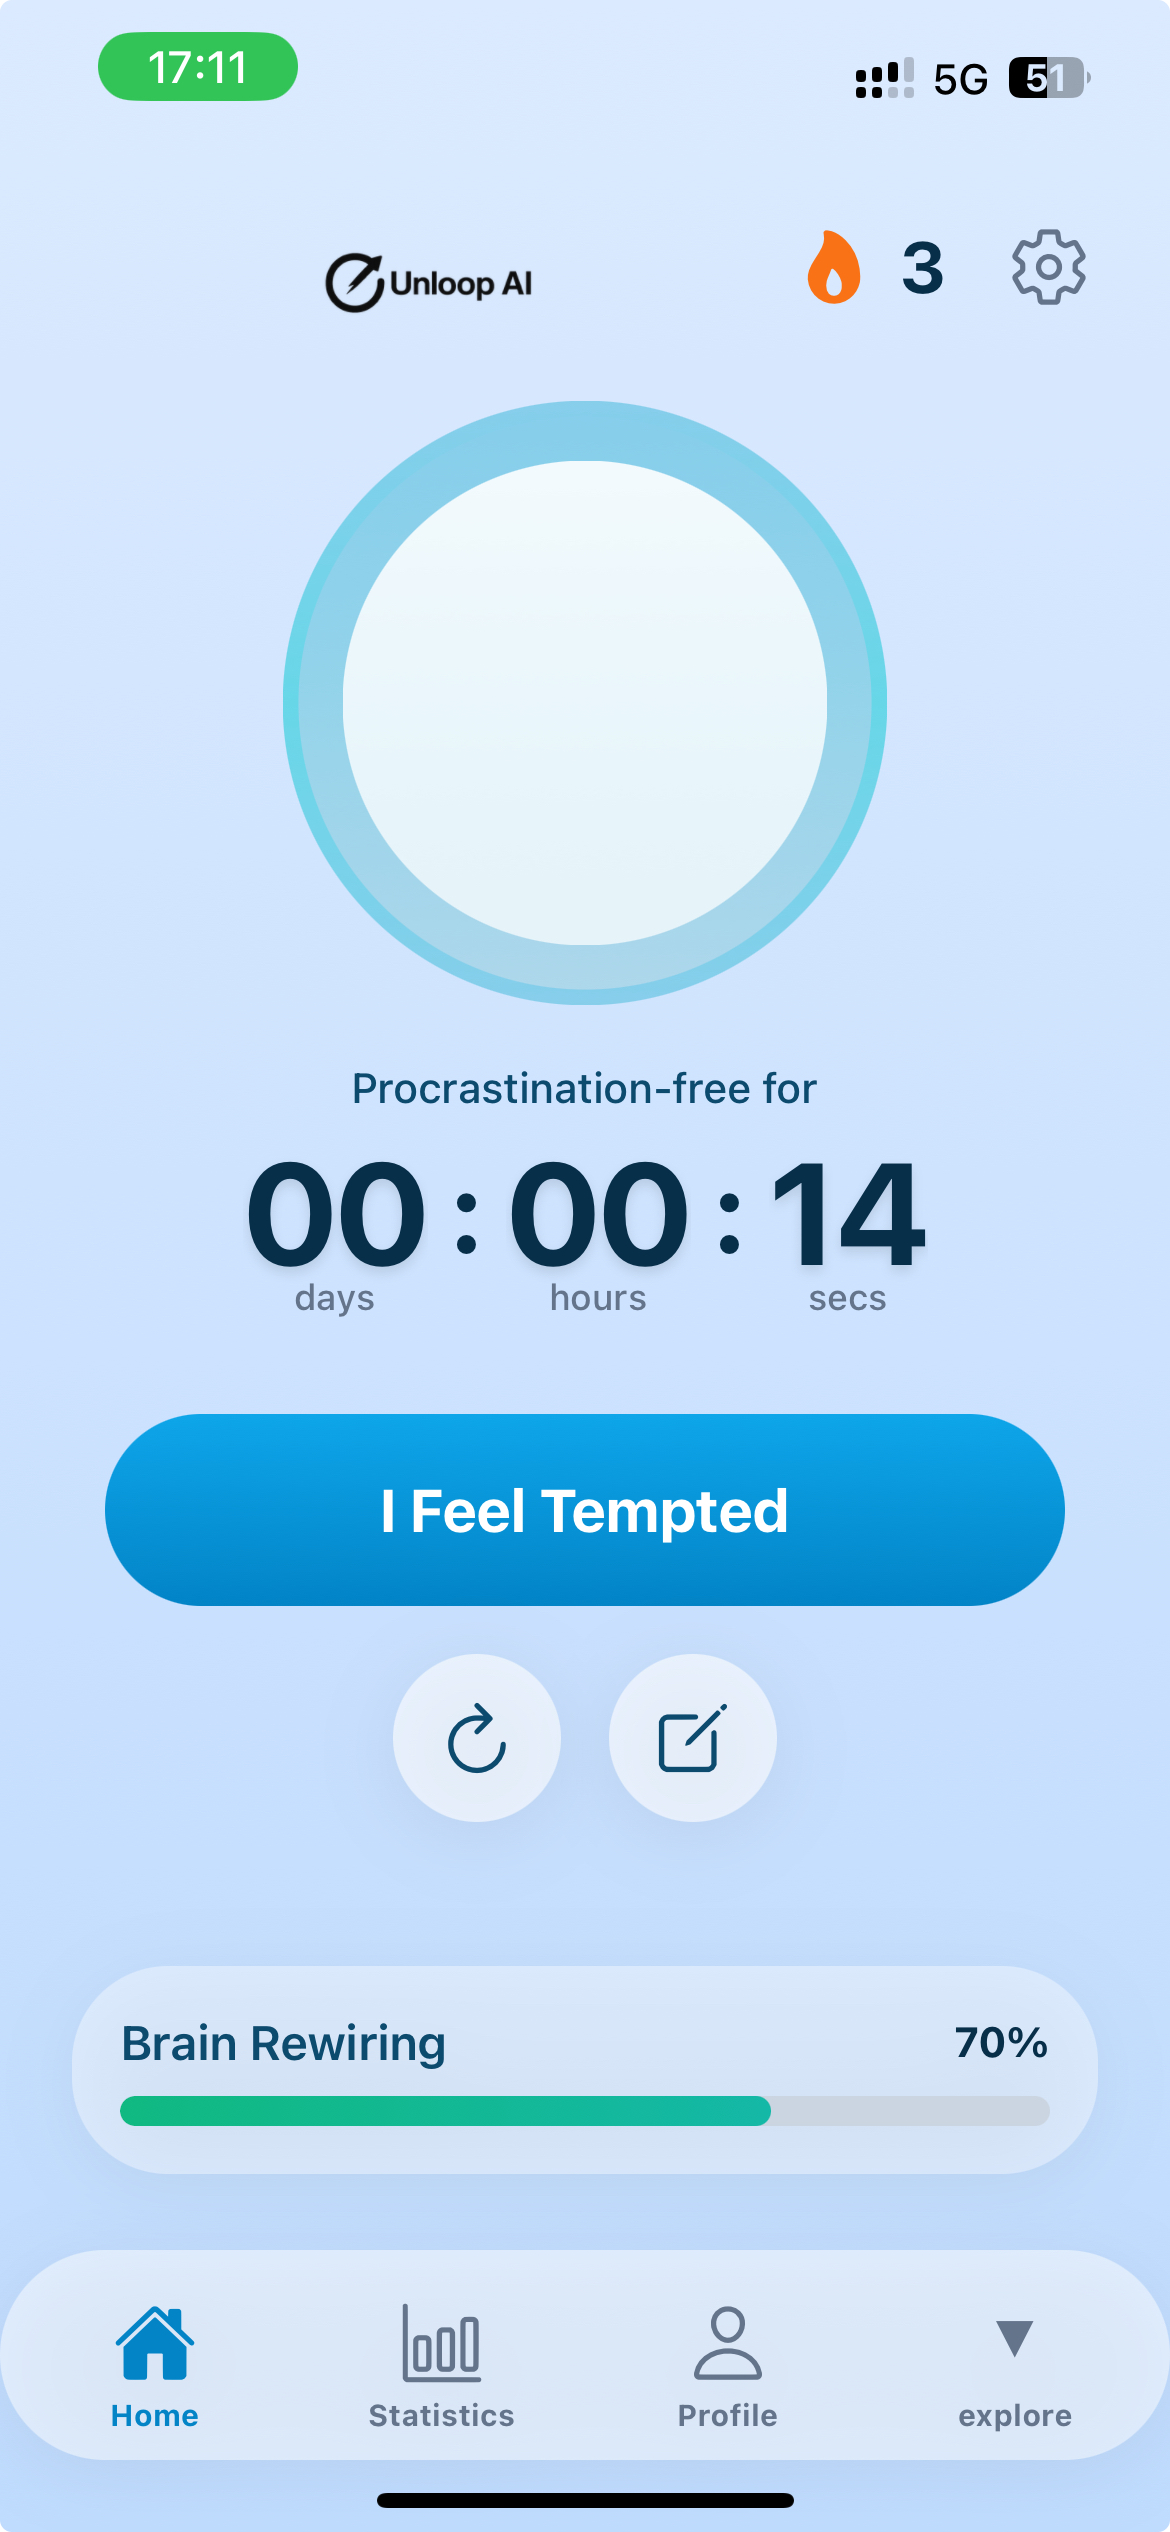 17:11
5G 51
Unloop AI
3
Procrastination-free for
00 : 00 : 14
days hours secs
I Feel Tempted
Brain Rewiring 70%
Home Statistics Profile explore